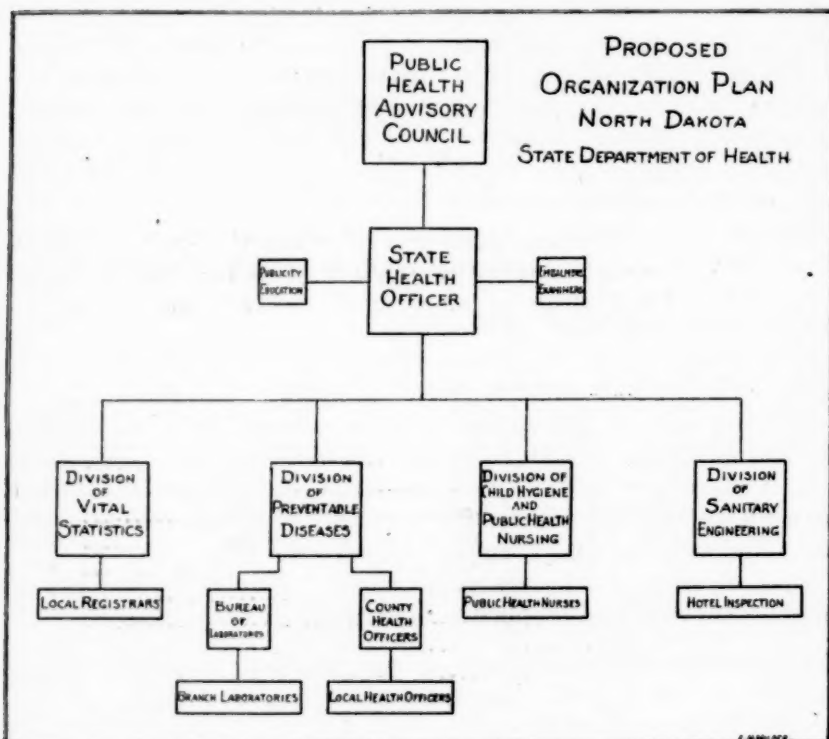 PROPOSED
ORGANIZATION PLAN
NORTH DAKOTA
STATE DEPARTMENT OF HEALTH
PUBLIC
HEALTH
ADVISORY
COUNCIL
STATE
HEALTH
OFFICER
PUBLICITY
EDUCATION
EMBALMERS
EXAMINERS
DIVISION
OF
VITAL
STATISTICS
DIVISION
OF
PREVENTABLE
DISEASES
DIVISION OF
CHILD HYGIENE
AND
PUBLIC HEALTH
NURSING
DIVISION
OF
SANITARY
ENGINEERING
LOCAL REGISTRARS
BUREAU
OF
LABORATORIES
COUNTY
HEALTH
OFFICERS
PUBLIC HEALTH NURSES
HOTEL INSPECTION
BRANCH LABORATORIES
LOCAL HEALTH OFFICERS